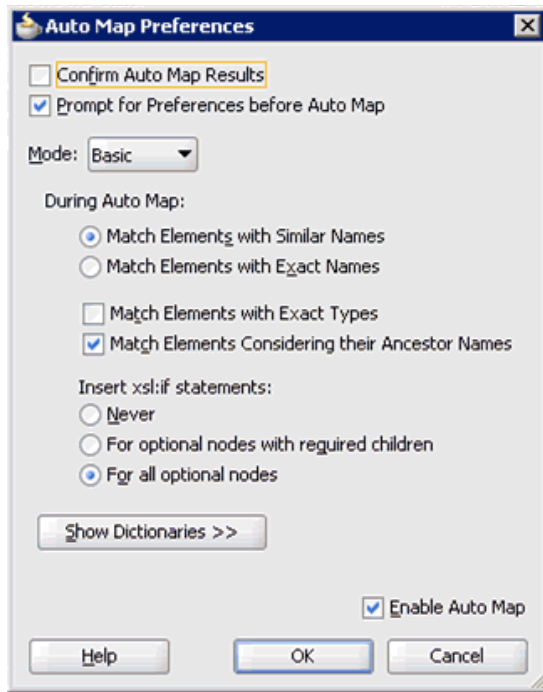 Auto Map Preferences
Confirm Auto Map Results
Prompt for Preferences before Auto Map
Mode: Basic
During Auto Map:
Match Elements with Similar Names
Match Elements with Exact Names
Match Elements with Exact Types
Match Elements Considering their Ancestor Names
Insert xsl:if statements:
Never
For optional nodes with required children
For all optional nodes
Show Dictionaries >>
Enable Auto Map
Help OK Cancel